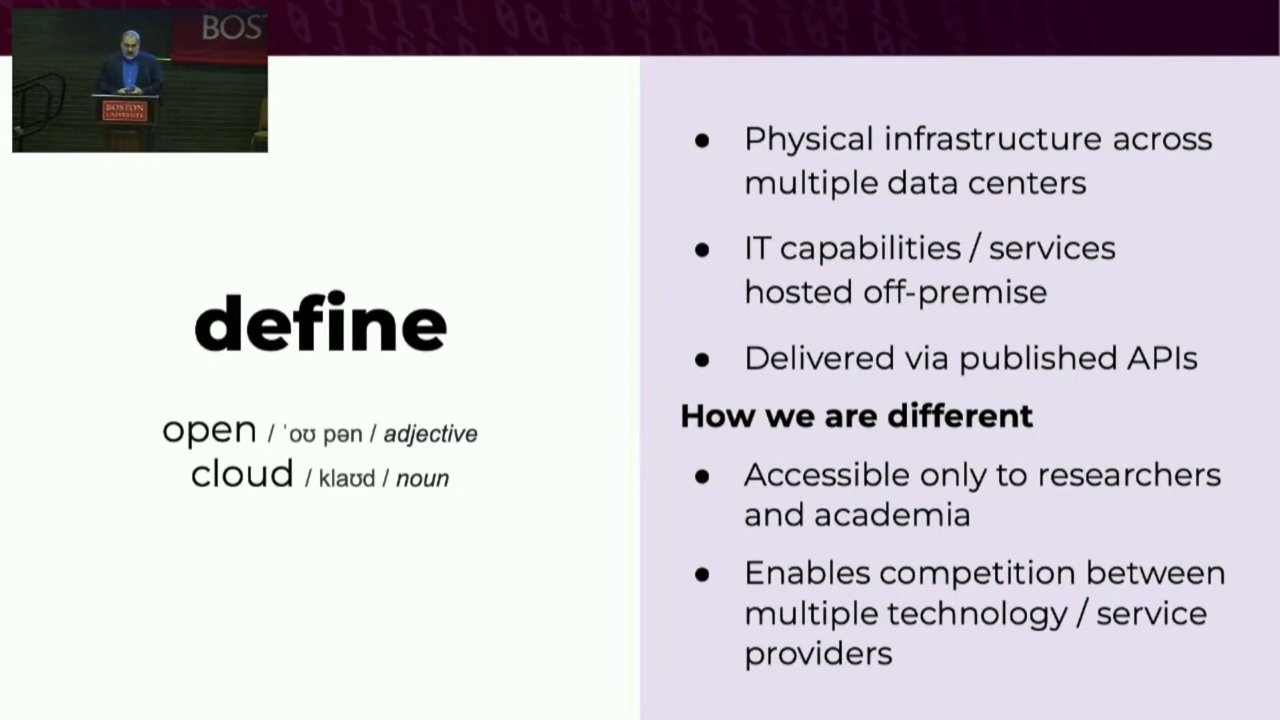 BOS
BOSTON
UNIVERSITY
define
open / ˈoʊ pən / adjective
cloud / klaʊd / noun
● Physical infrastructure across
multiple data centers
● IT capabilities / services
hosted off-premise
● Delivered via published APIs
How we are different
● Accessible only to researchers
and academia
● Enables competition between
multiple technology / service
providers